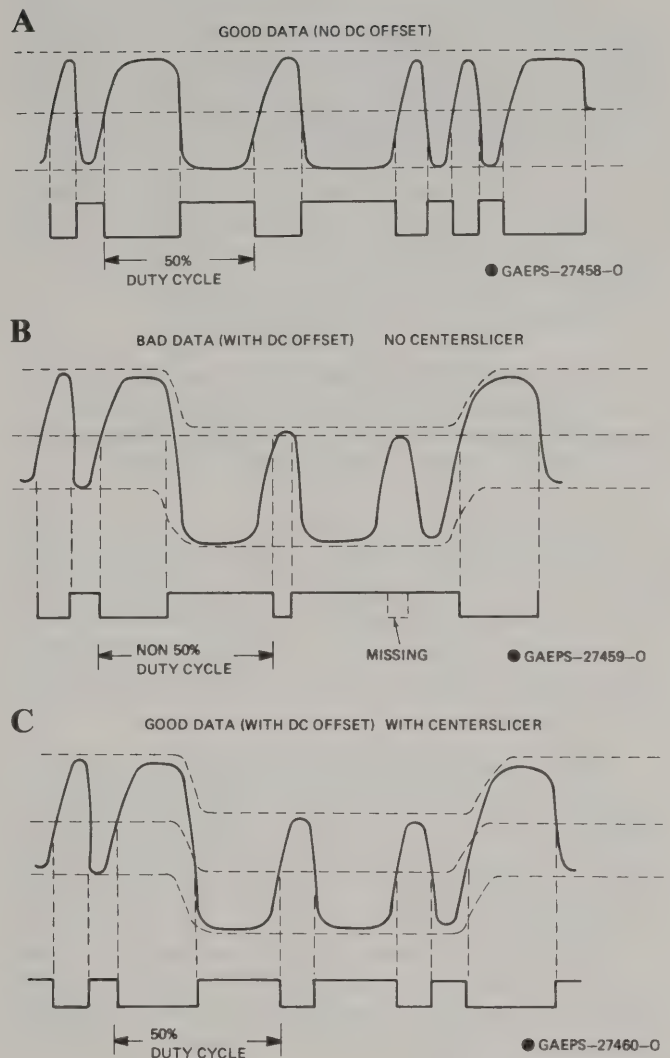 A
GOOD DATA (NO DC OFFSET)
50%
DUTY CYCLE
GAEPS-27458-O
B
BAD DATA (WITH DC OFFSET) NO CENTERSLICER
NON 50%
DUTY CYCLE
MISSING
GAEPS-27459-O
C
GOOD DATA (WITH DC OFFSET) WITH CENTERSLICER
50%
DUTY CYCLE
GAEPS-27460-O